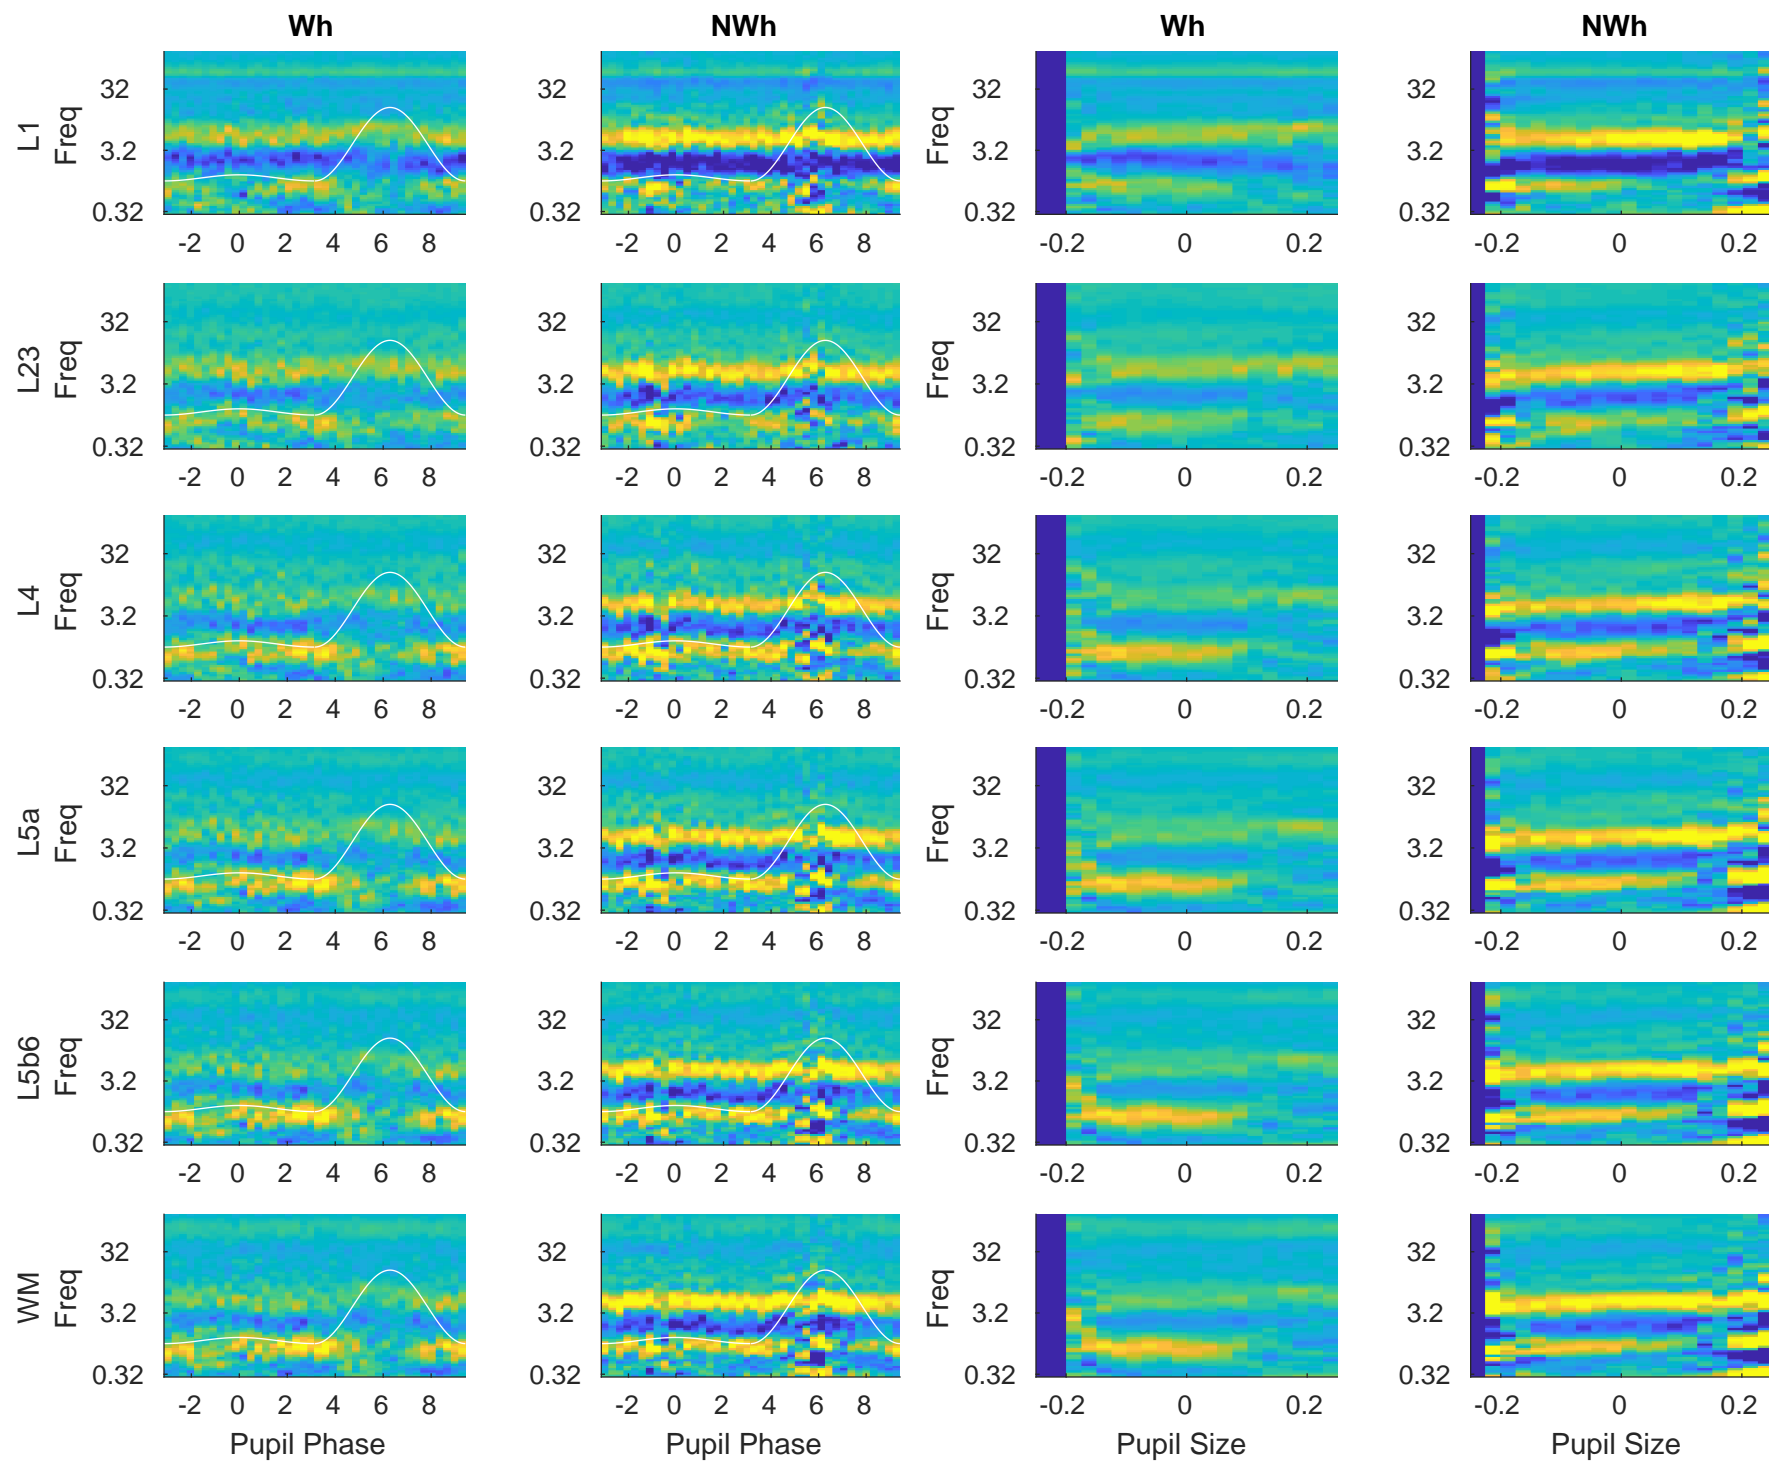 Wh NWh Wh NWh
L1 Freq 32 3.2 0.32 32 3.2 0.32 Freq 32 3.2 0.32 32 3.2 0.32
-2 0 2 4 6 8 -2 0 2 4 6 8 -0.2 0 0.2 -0.2 0 0.2
L23 Freq 32 3.2 0.32 32 3.2 0.32 Freq 32 3.2 0.32 32 3.2 0.32
-2 0 2 4 6 8 -2 0 2 4 6 8 -0.2 0 0.2 -0.2 0 0.2
L4 Freq 32 3.2 0.32 32 3.2 0.32 Freq 32 3.2 0.32 32 3.2 0.32
-2 0 2 4 6 8 -2 0 2 4 6 8 -0.2 0 0.2 -0.2 0 0.2
L5a Freq 32 3.2 0.32 32 3.2 0.32 Freq 32 3.2 0.32 32 3.2 0.32
-2 0 2 4 6 8 -2 0 2 4 6 8 -0.2 0 0.2 -0.2 0 0.2
L5b6 Freq 32 3.2 0.32 32 3.2 0.32 Freq 32 3.2 0.32 32 3.2 0.32
-2 0 2 4 6 8 -2 0 2 4 6 8 -0.2 0 0.2 -0.2 0 0.2
WM Freq 32 3.2 0.32 32 3.2 0.32 Freq 32 3.2 0.32 32 3.2 0.32
-2 0 2 4 6 8 -2 0 2 4 6 8 -0.2 0 0.2 -0.2 0 0.2
Pupil Phase Pupil Phase Pupil Size Pupil Size